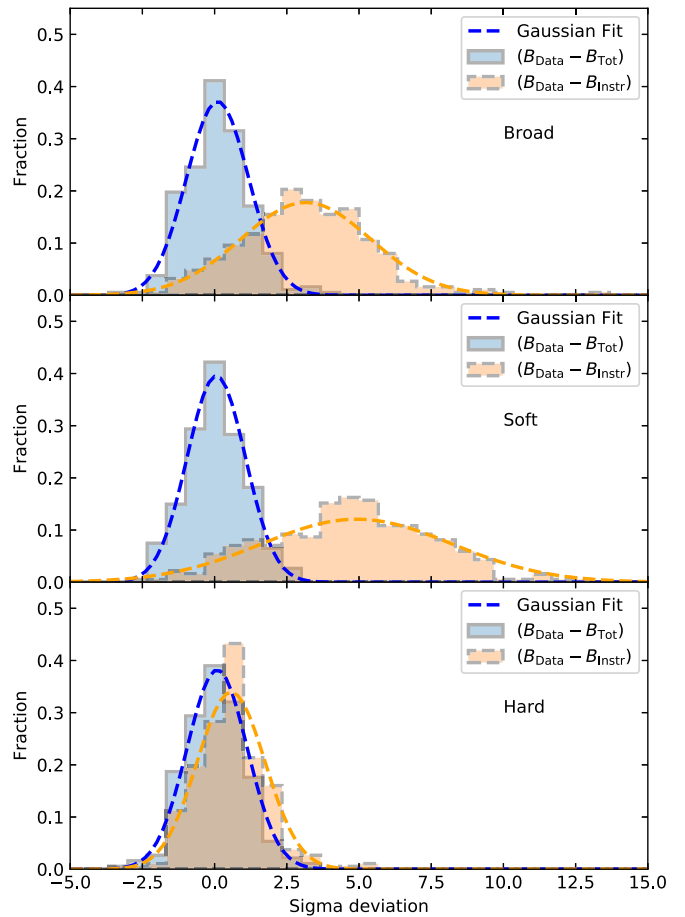 0.5
0.4
0.3
0.2
0.1
0.0
Fraction
Gaussian Fit
(B_Data − B_Tot)
(B_Data − B_Instr)
Broad
0.5
0.4
0.3
0.2
0.1
0.0
Fraction
Gaussian Fit
(B_Data − B_Tot)
(B_Data − B_Instr)
Soft
0.5
0.4
0.3
0.2
0.1
0.0
Fraction
Gaussian Fit
(B_Data − B_Tot)
(B_Data − B_Instr)
Hard
−5.0 −2.5 0.0 2.5 5.0 7.5 10.0 12.5 15.0
Sigma deviation